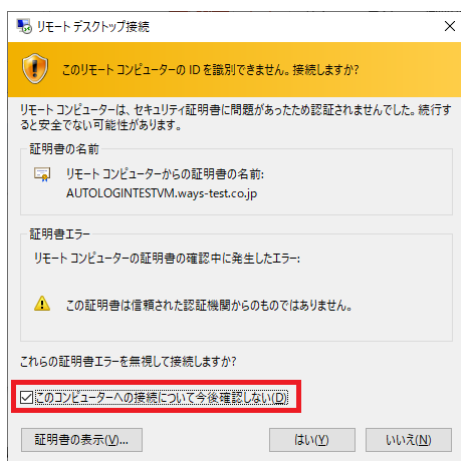 リモート デスクトップ接続
このリモート コンピューターの ID を識別できません。接続しますか?
リモート コンピューターは、セキュリティ証明書に問題があったため認証されませんでした。続行す
ると安全でない可能性があります。
証明書の名前
リモート コンピューターからの証明書の名前:
AUTOLOGINTESTVM.ways-test.co.jp
証明書エラー
リモート コンピューターの証明書の確認中に発生したエラー:
この証明書は信頼された認証機関からのものではありません。
これらの証明書エラーを無視して接続しますか?
このコンピューターへの接続について今後確認しない(D)
証明書の表示(V)... はい(Y) いいえ(N)